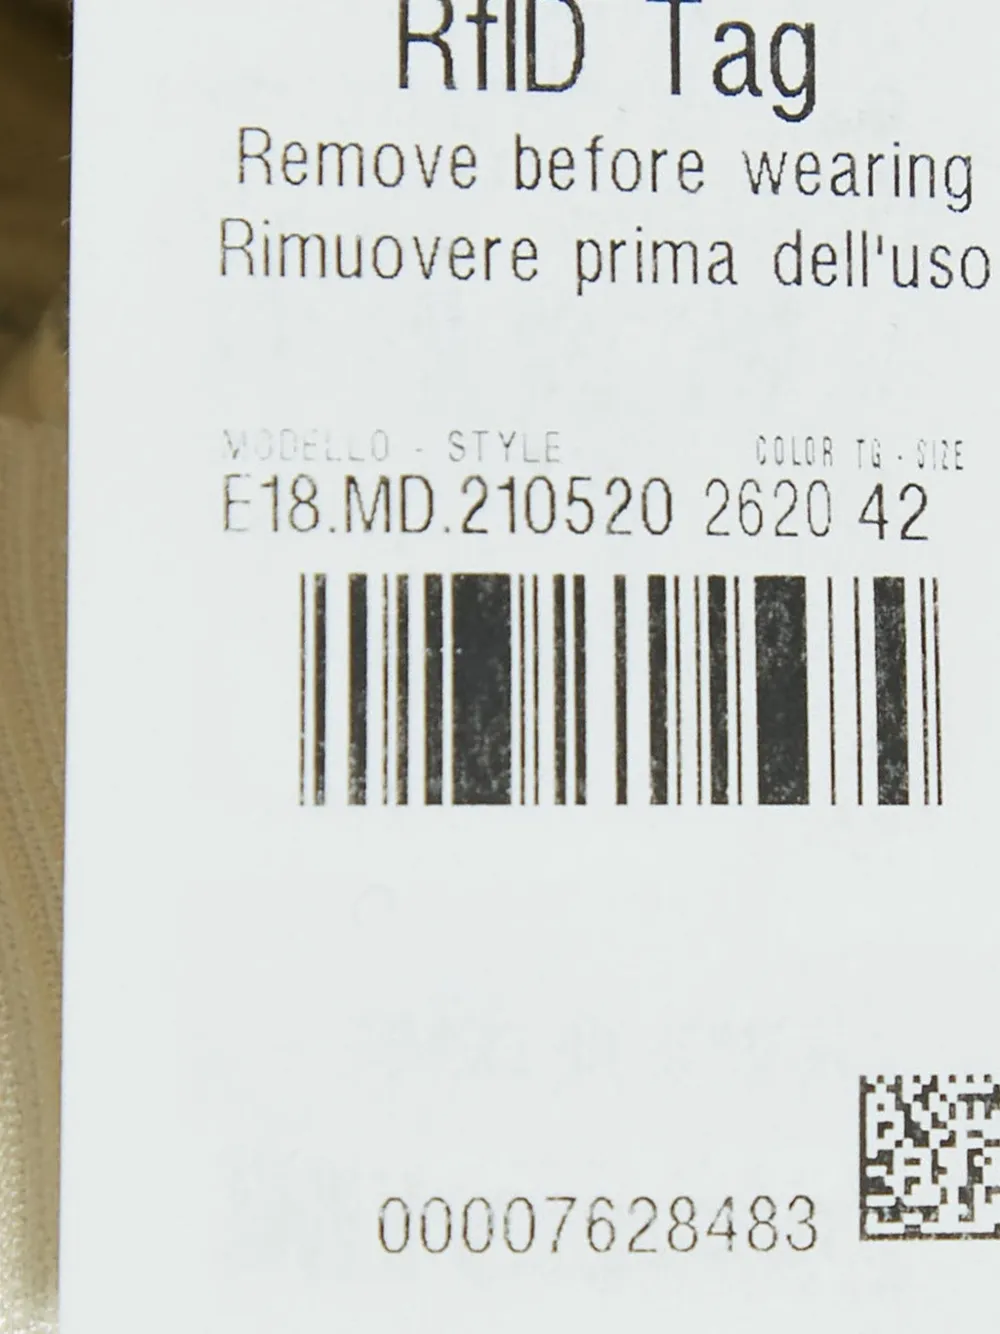 RfID Tag
Remove before wearing
Rimuovere prima dell'uso
MODELLO - STYLE COLOR TG - SIZE
E18.MD.210520 2620 42
00007628483